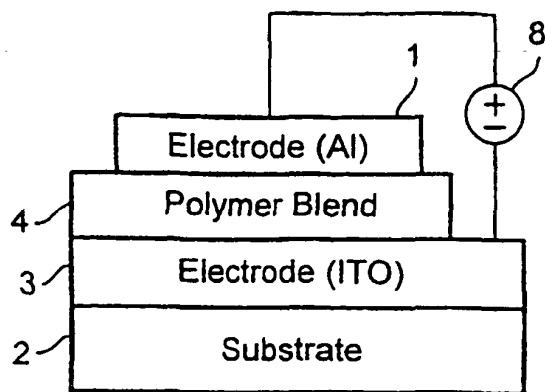 1
8
+
−
Electrode (Al)
4
Polymer Blend
3
Electrode (ITO)
2
Substrate